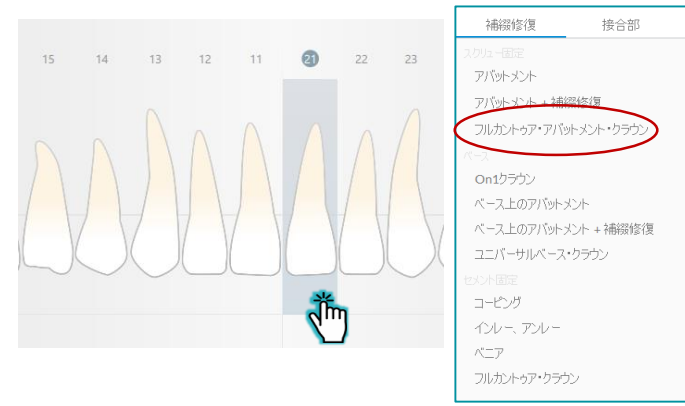 15 14 13 12 11 21 22 23
補綴修復 接合部
スクリュー固定
アバットメント
アバットメント + 補綴修復
フルカントゥア・アバットメント・クラウン
ベース
On1クラウン
ベース上のアバットメント
ベース上のアバットメント + 補綴修復
ユニバーサルベース・クラウン
セメント固定
コーピング
インレー、アンレー
ベニア
フルカントゥア・クラウン